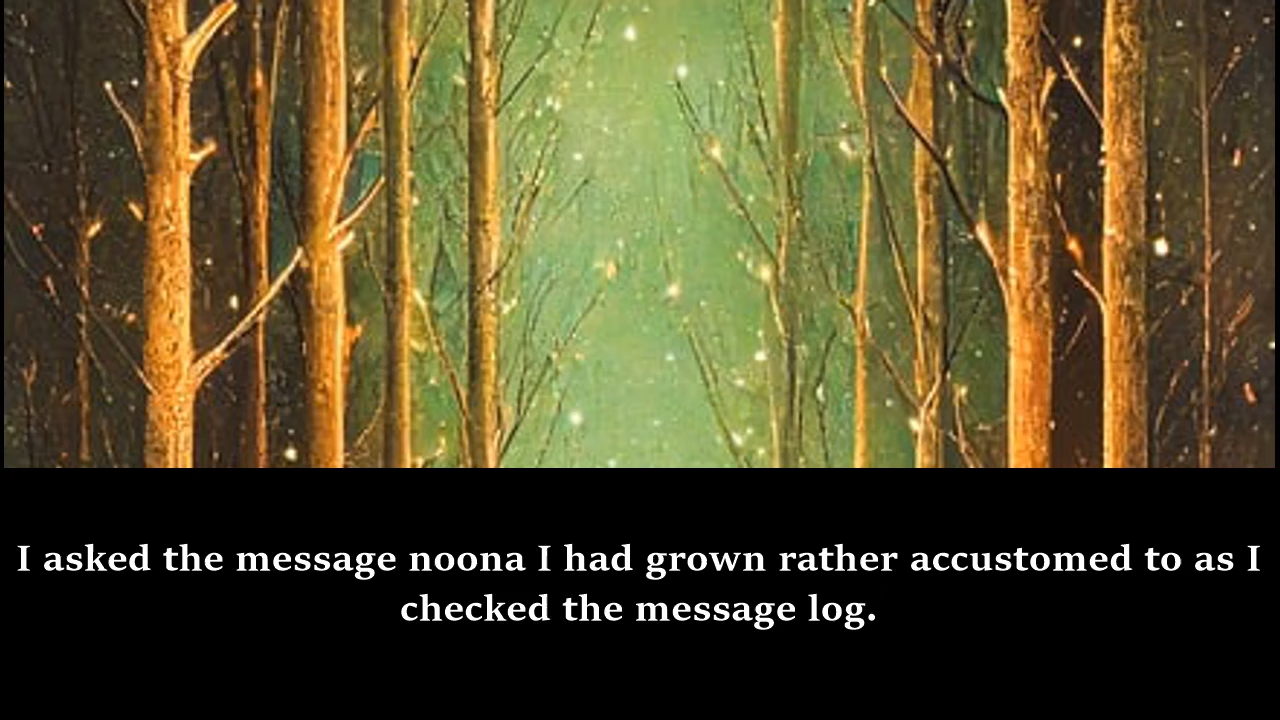 I asked the message noona I had grown rather accustomed to as I
checked the message log.